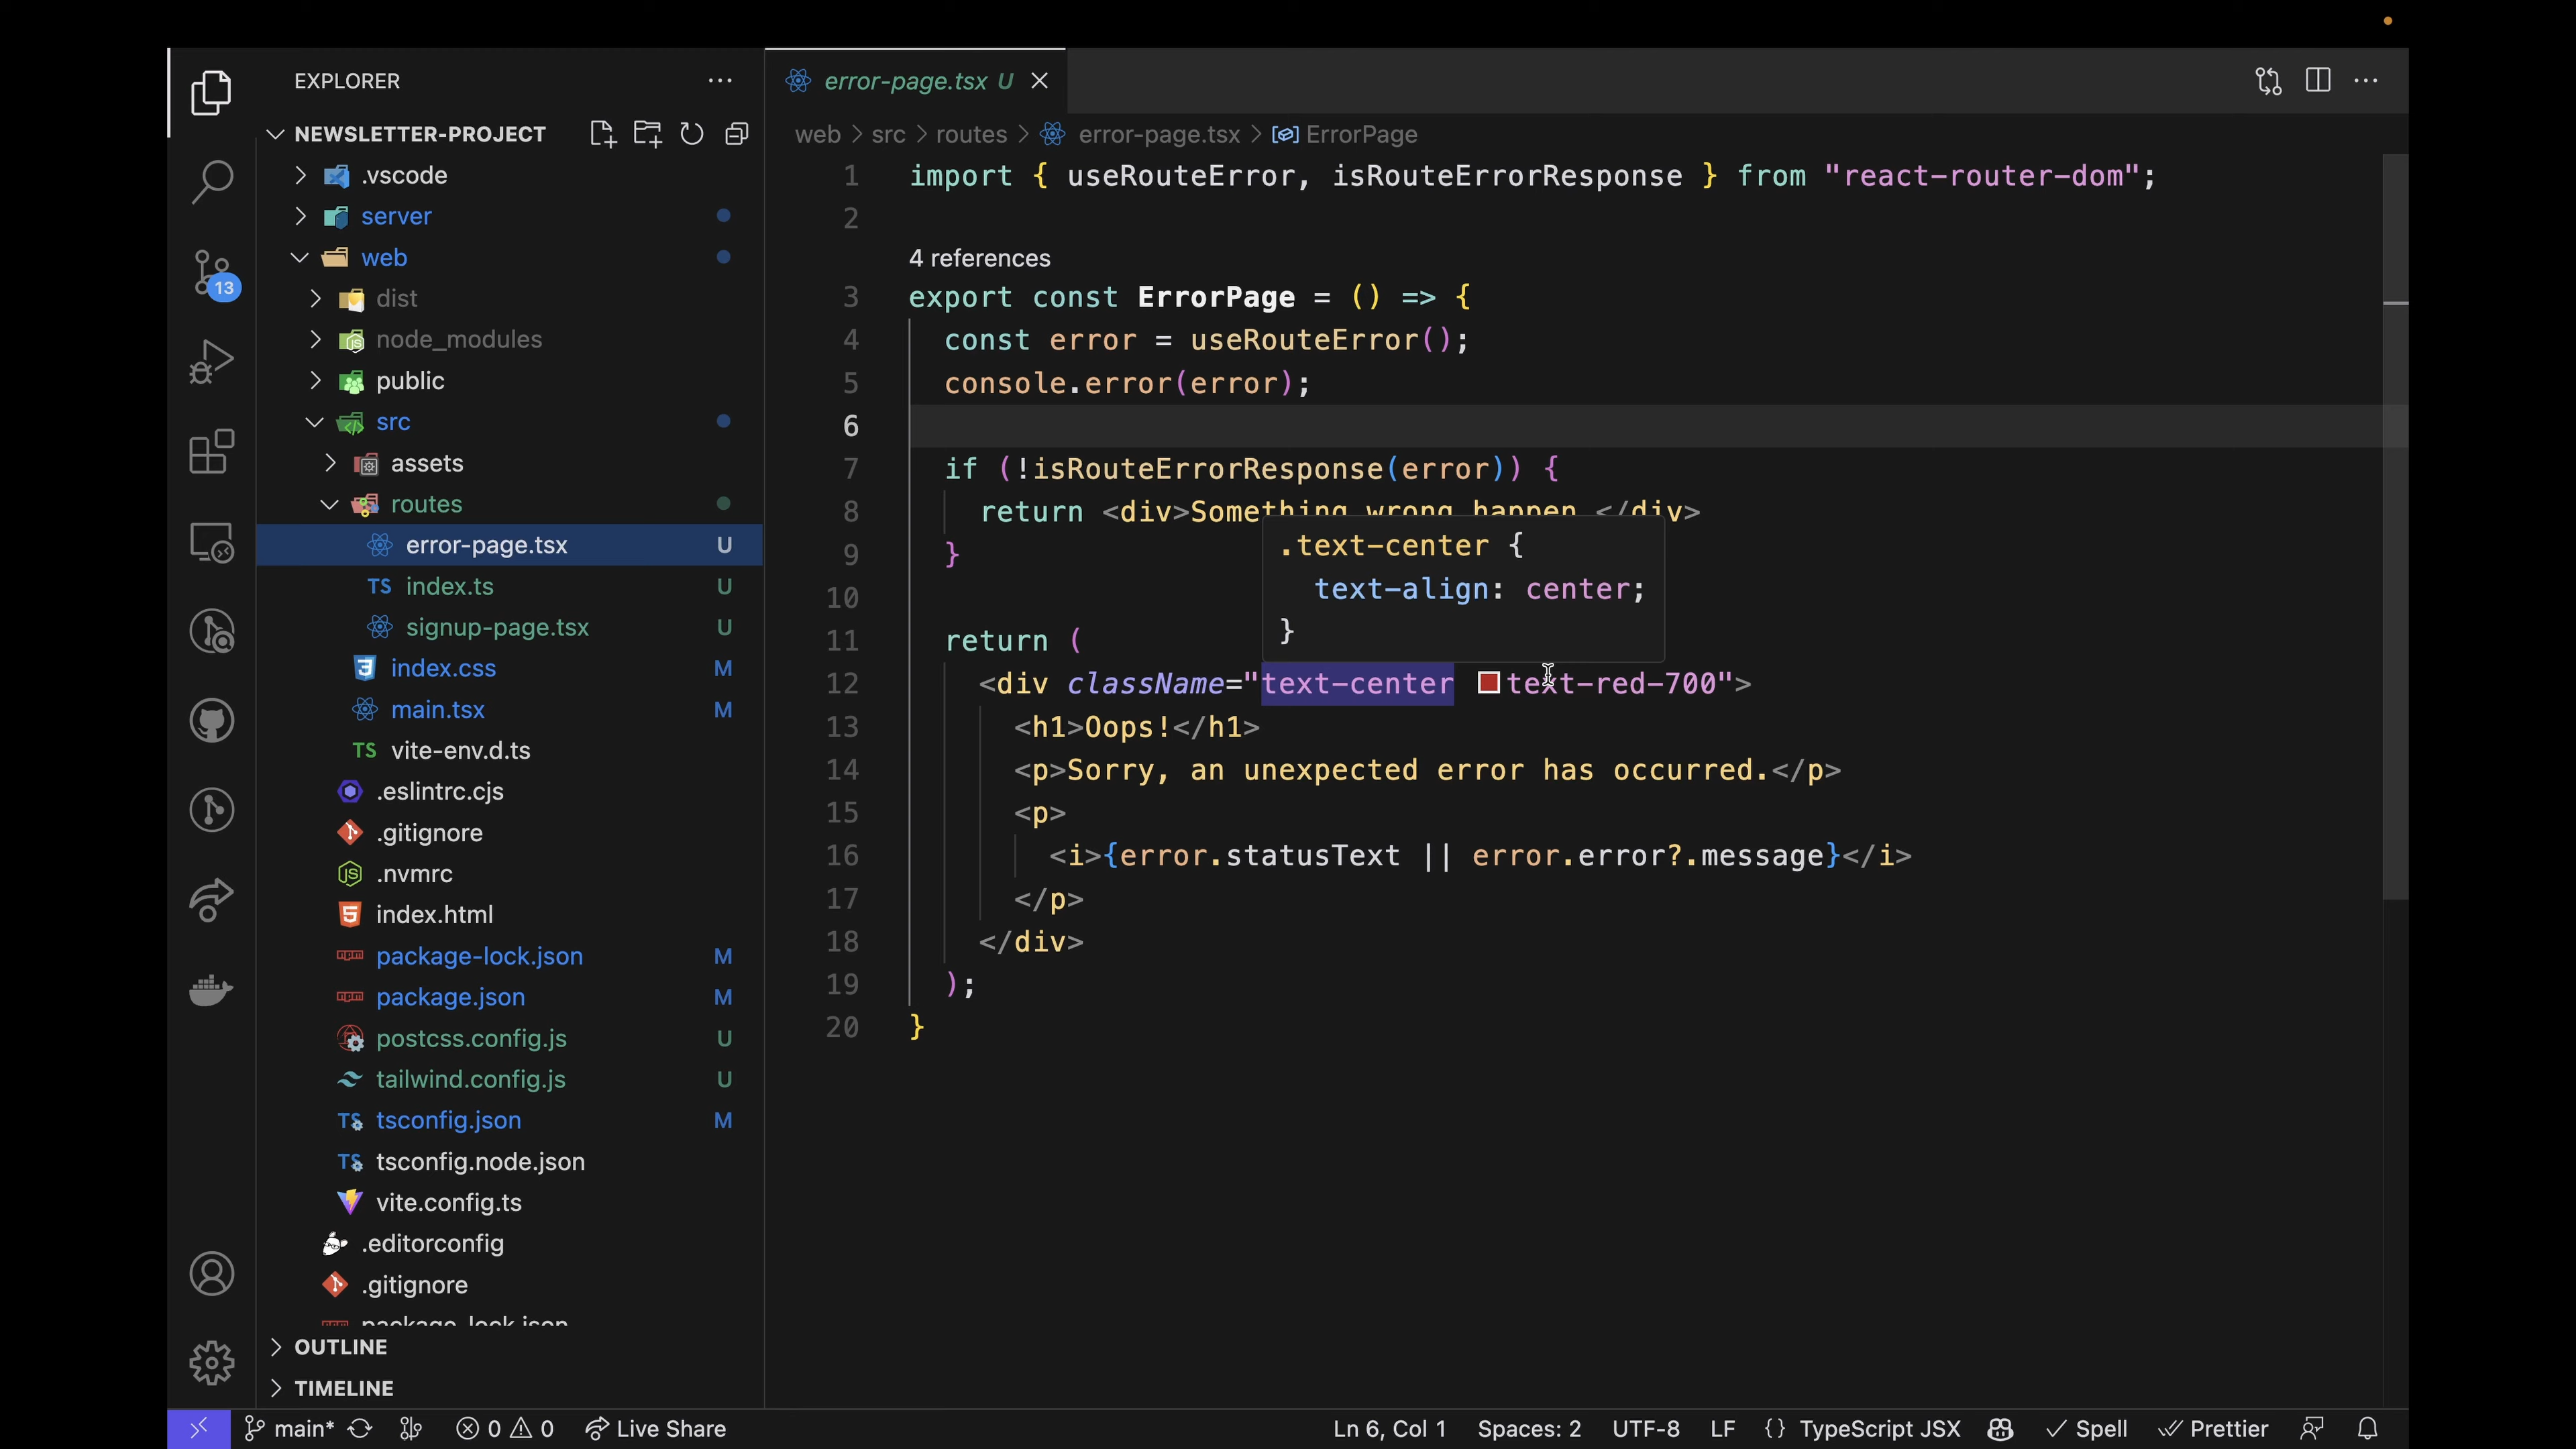 EXPLORER
NEWSLETTER-PROJECT
.vscode
server
web
dist
node_modules
public
src
assets
routes
error-page.tsx U
index.ts U
signup-page.tsx U
index.css M
main.tsx M
vite-env.d.ts
.eslintrc.cjs
.gitignore
.nvmrc
index.html
package-lock.json M
package.json M
postcss.config.js U
tailwind.config.js U
tsconfig.json M
tsconfig.node.json
vite.config.ts
.editorconfig
.gitignore
package-lock.json
OUTLINE
TIMELINE
13
error-page.tsx U
web > src > routes > error-page.tsx > ErrorPage
1 import { useRouteError, isRouteErrorResponse } from "react-router-dom";
2
4 references
3 export const ErrorPage = () => {
4 const error = useRouteError();
5 console.error(error);
6
7 if (!isRouteErrorResponse(error)) {
8 return <div>Something wrong happen </div>
9 }
10
11 return (
12 <div className="text-center text-red-700">
13 <h1>Oops!</h1>
14 <p>Sorry, an unexpected error has occurred.</p>
15 <p>
16 <i>{error.statusText || error.error?.message}</i>
17 </p>
18 </div>
19 );
20 }
.text-center {
text-align: center;
}
main* 0 0 Live Share Ln 6, Col 1 Spaces: 2 UTF-8 LF {} TypeScript JSX Spell Prettier